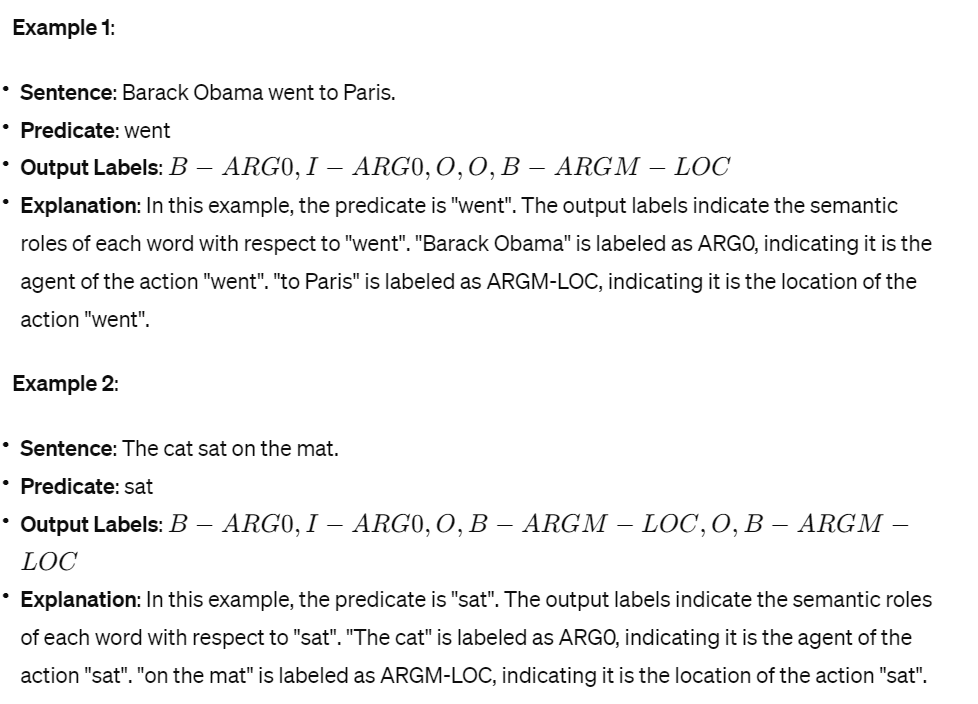 Example 1:
• Sentence: Barack Obama went to Paris.
• Predicate: went
• Output Labels: B − ARG0, I − ARG0, O, O, B − ARGM − LOC
• Explanation: In this example, the predicate is "went". The output labels indicate the semantic
roles of each word with respect to "went". "Barack Obama" is labeled as ARG0, indicating it is the
agent of the action "went". "to Paris" is labeled as ARGM-LOC, indicating it is the location of the
action "went".
Example 2:
• Sentence: The cat sat on the mat.
• Predicate: sat
• Output Labels: B − ARG0, I − ARG0, O, B − ARGM − LOC, O, B − ARGM −
LOC
• Explanation: In this example, the predicate is "sat". The output labels indicate the semantic roles
of each word with respect to "sat". "The cat" is labeled as ARG0, indicating it is the agent of the
action "sat". "on the mat" is labeled as ARGM-LOC, indicating it is the location of the action "sat".